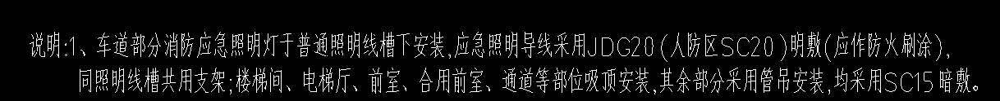 说明:1、车道部分消防应急照明灯于普通照明线槽下安装,应急照明导线采用JDG20(人防区SC20)明敷(应作防火刷涂),
同照明线槽共用支架;楼梯间、电梯厅、前室、合用前室、通道等部位吸顶安装,其余部分采用管吊安装,均采用SC15暗敷。